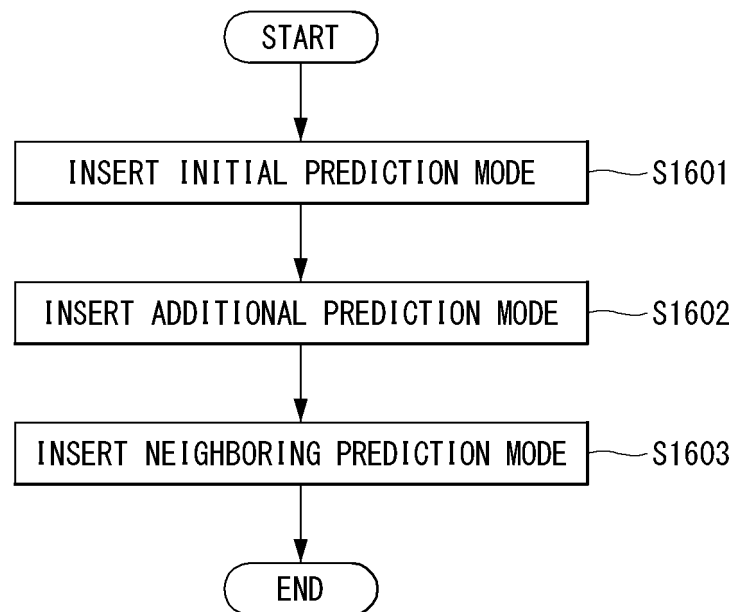 START
INSERT INITIAL PREDICTION MODE
S1601
INSERT ADDITIONAL PREDICTION MODE
S1602
INSERT NEIGHBORING PREDICTION MODE
S1603
END